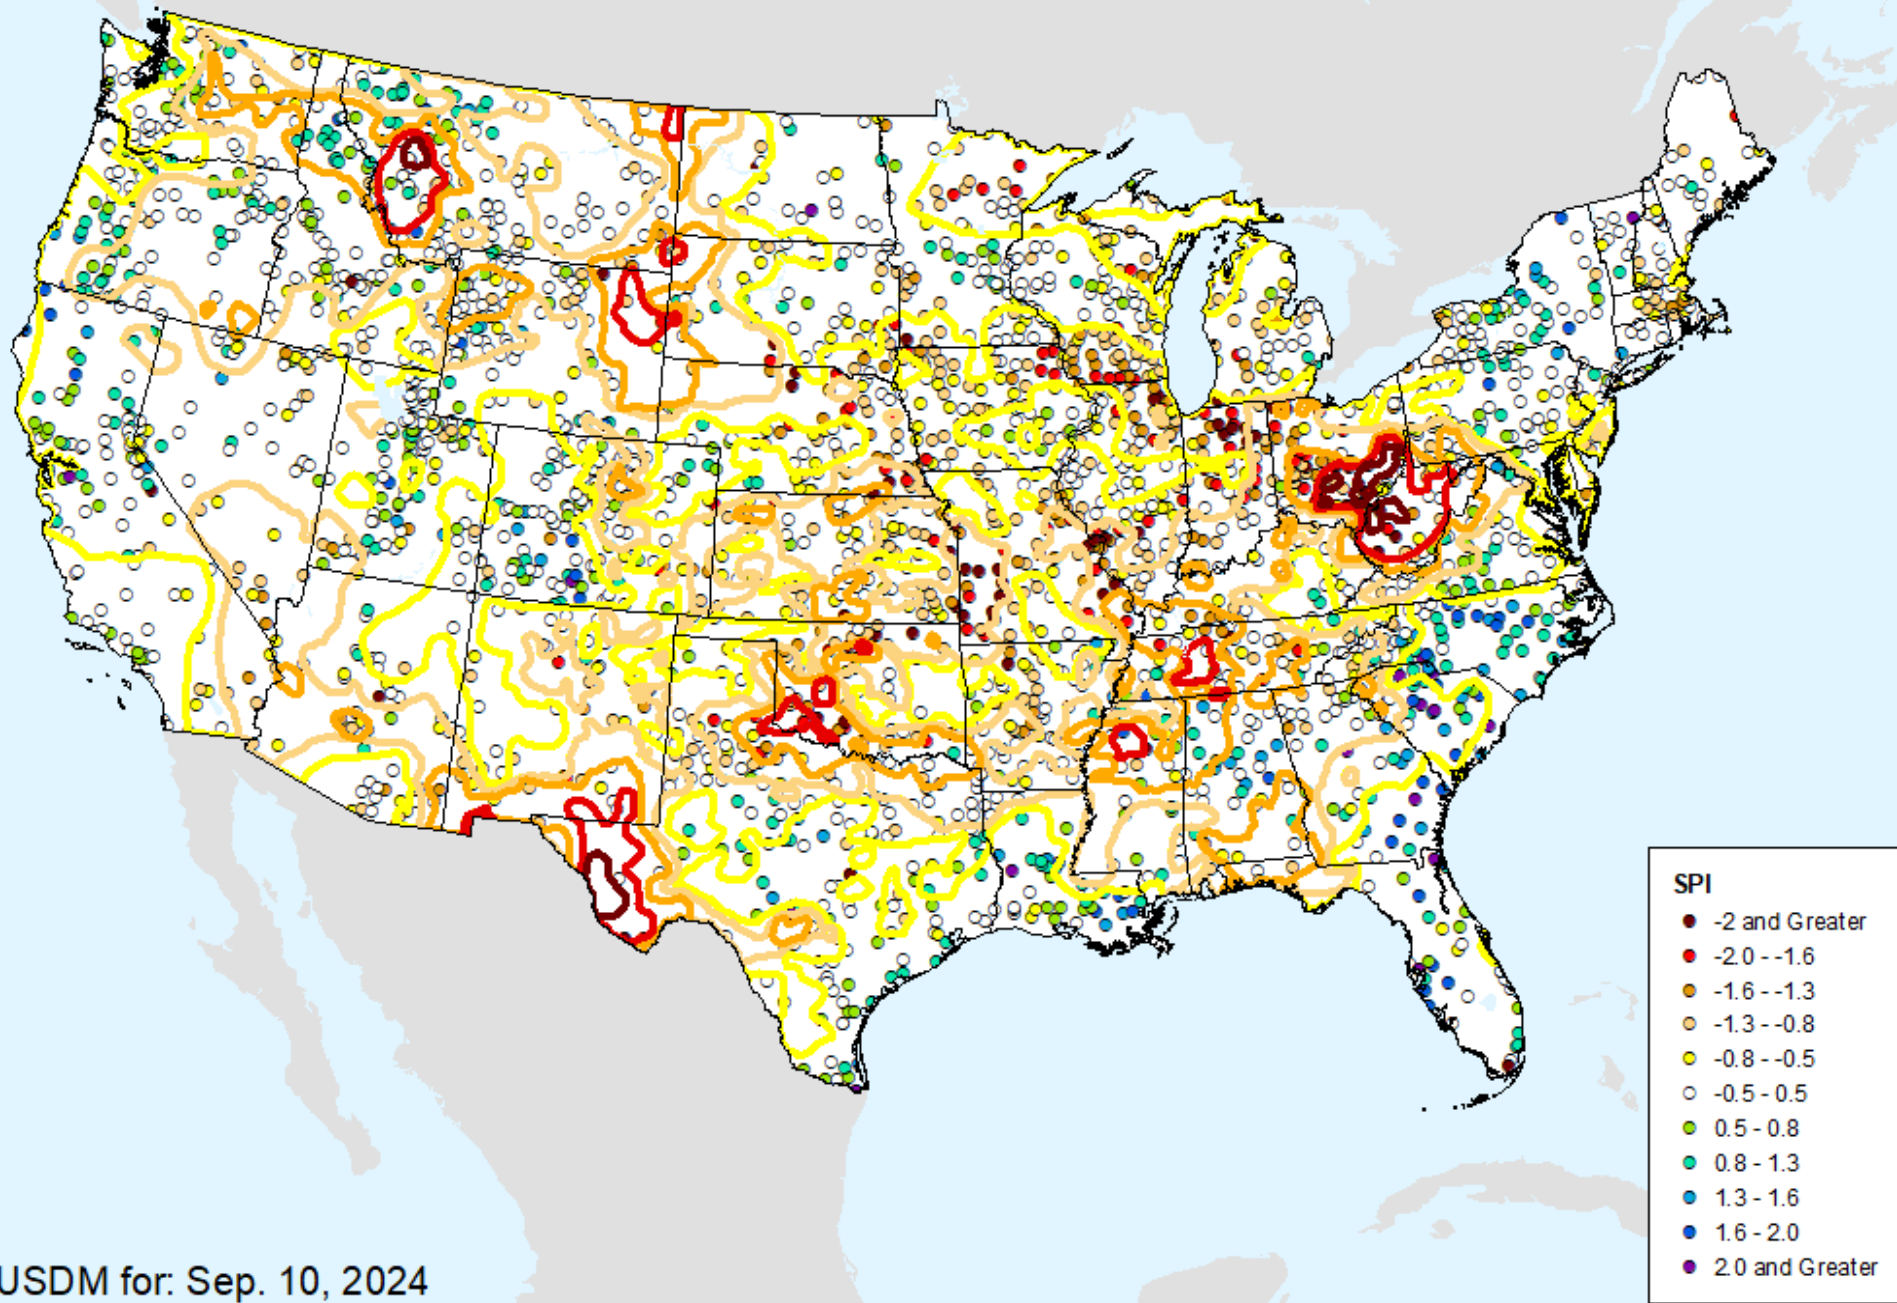 SPI
-2 and Greater
-2.0 - -1.6
-1.6 - -1.3
-1.3 - -0.8
-0.8 - -0.5
-0.5 - 0.5
0.5 - 0.8
0.8 - 1.3
1.3 - 1.6
1.6 - 2.0
2.0 and Greater
USDM for: Sep. 10, 2024